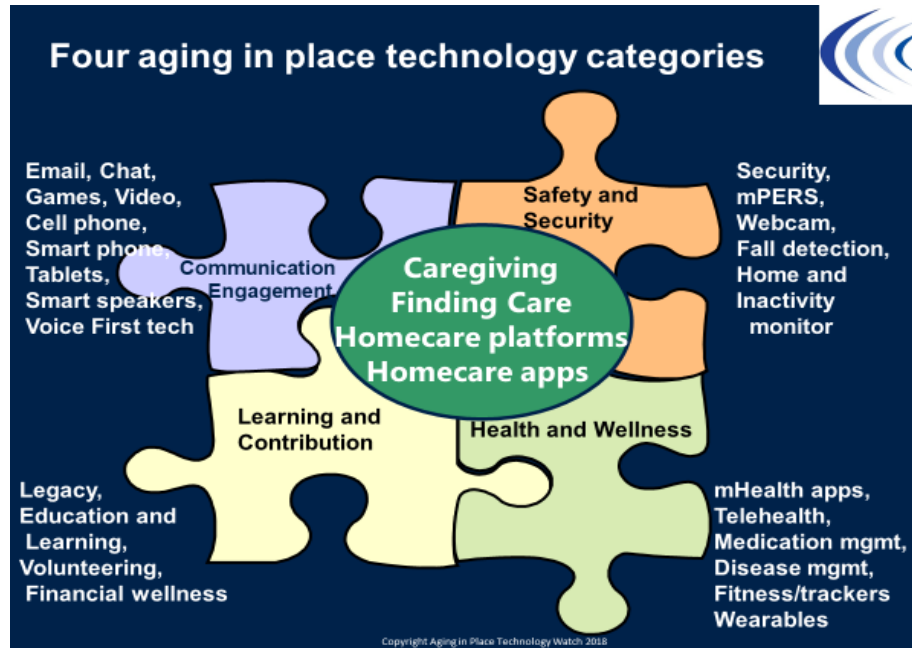 Four aging in place technology categories
Email, Chat,
Games, Video,
Cell phone,
Smart phone,
Tablets,
Smart speakers,
Voice First tech
Communication
Engagement
Safety and
Security
Security,
mPERS,
Webcam,
Fall detection,
Home and
Inactivity
monitor
Caregiving
Finding Care
Homecare platforms
Homecare apps
Learning and
Contribution
Health and Wellness
Legacy,
Education and
Learning,
Volunteering,
Financial wellness
mHealth apps,
Telehealth,
Medication mgmt,
Disease mgmt,
Fitness/trackers
Wearables
Copyright Aging in Place Technology Watch 2018